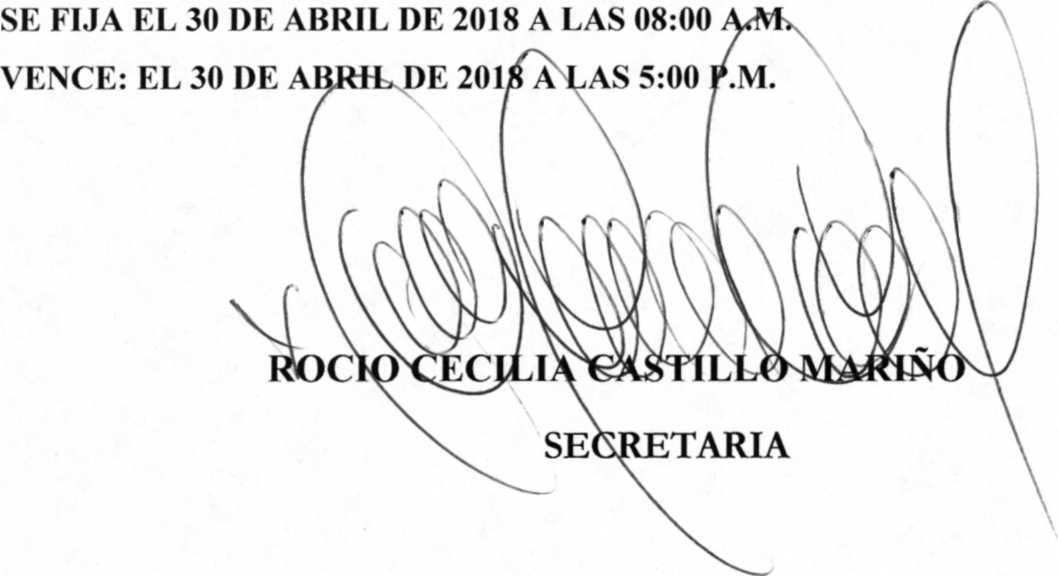 SE FIJA EL 30 DE ABRIL DE 2018 A LAS 08:00 A.M.
VENCE: EL 30 DE ABRIL DE 2018 A LAS 5:00 P.M.
ROCIO CECILIA CASTILLO MARIÑO
SECRETARIA